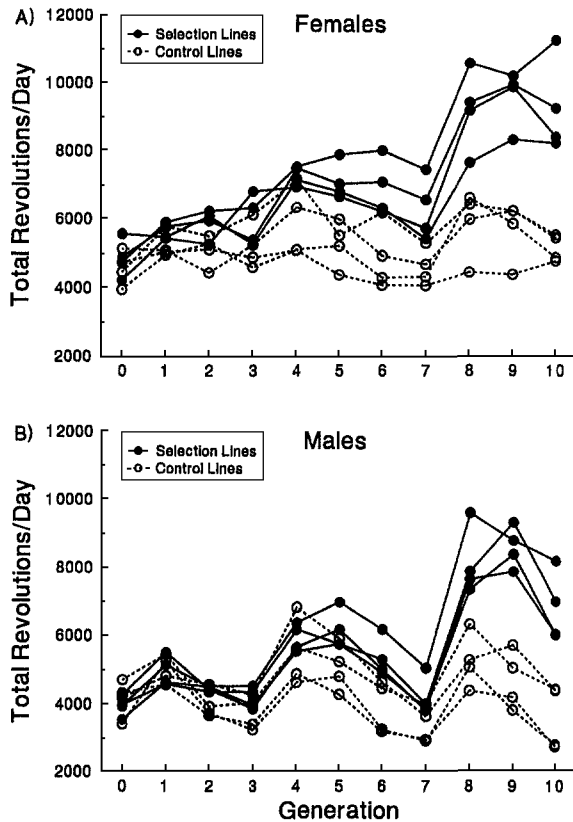 A)
Females
Selection Lines
Control Lines
Total Revolutions/Day
12000
10000
8000
6000
4000
2000
0 1 2 3 4 5 6 7 8 9 10
B)
Males
Selection Lines
Control Lines
Total Revolutions/Day
12000
10000
8000
6000
4000
2000
0 1 2 3 4 5 6 7 8 9 10
Generation